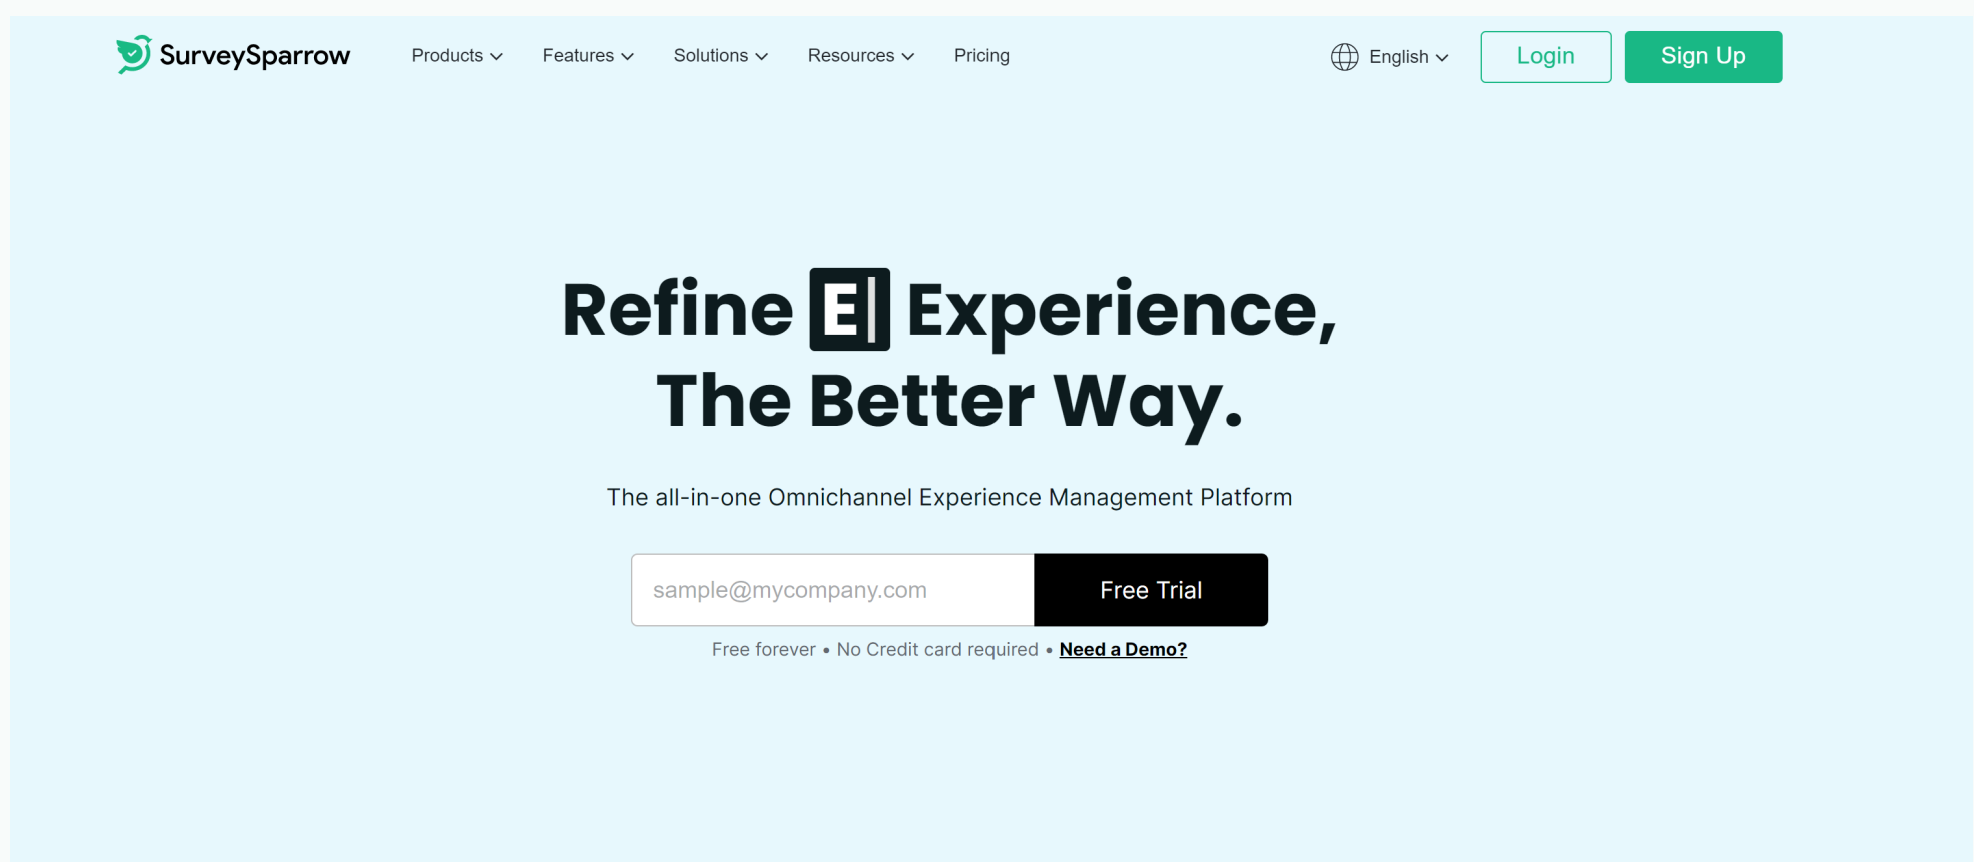 SurveySparrow Products Features Solutions Resources Pricing English Login Sign Up
Refine E Experience,
The Better Way.
The all-in-one Omnichannel Experience Management Platform
sample@mycompany.com Free Trial
Free forever • No Credit card required • Need a Demo?